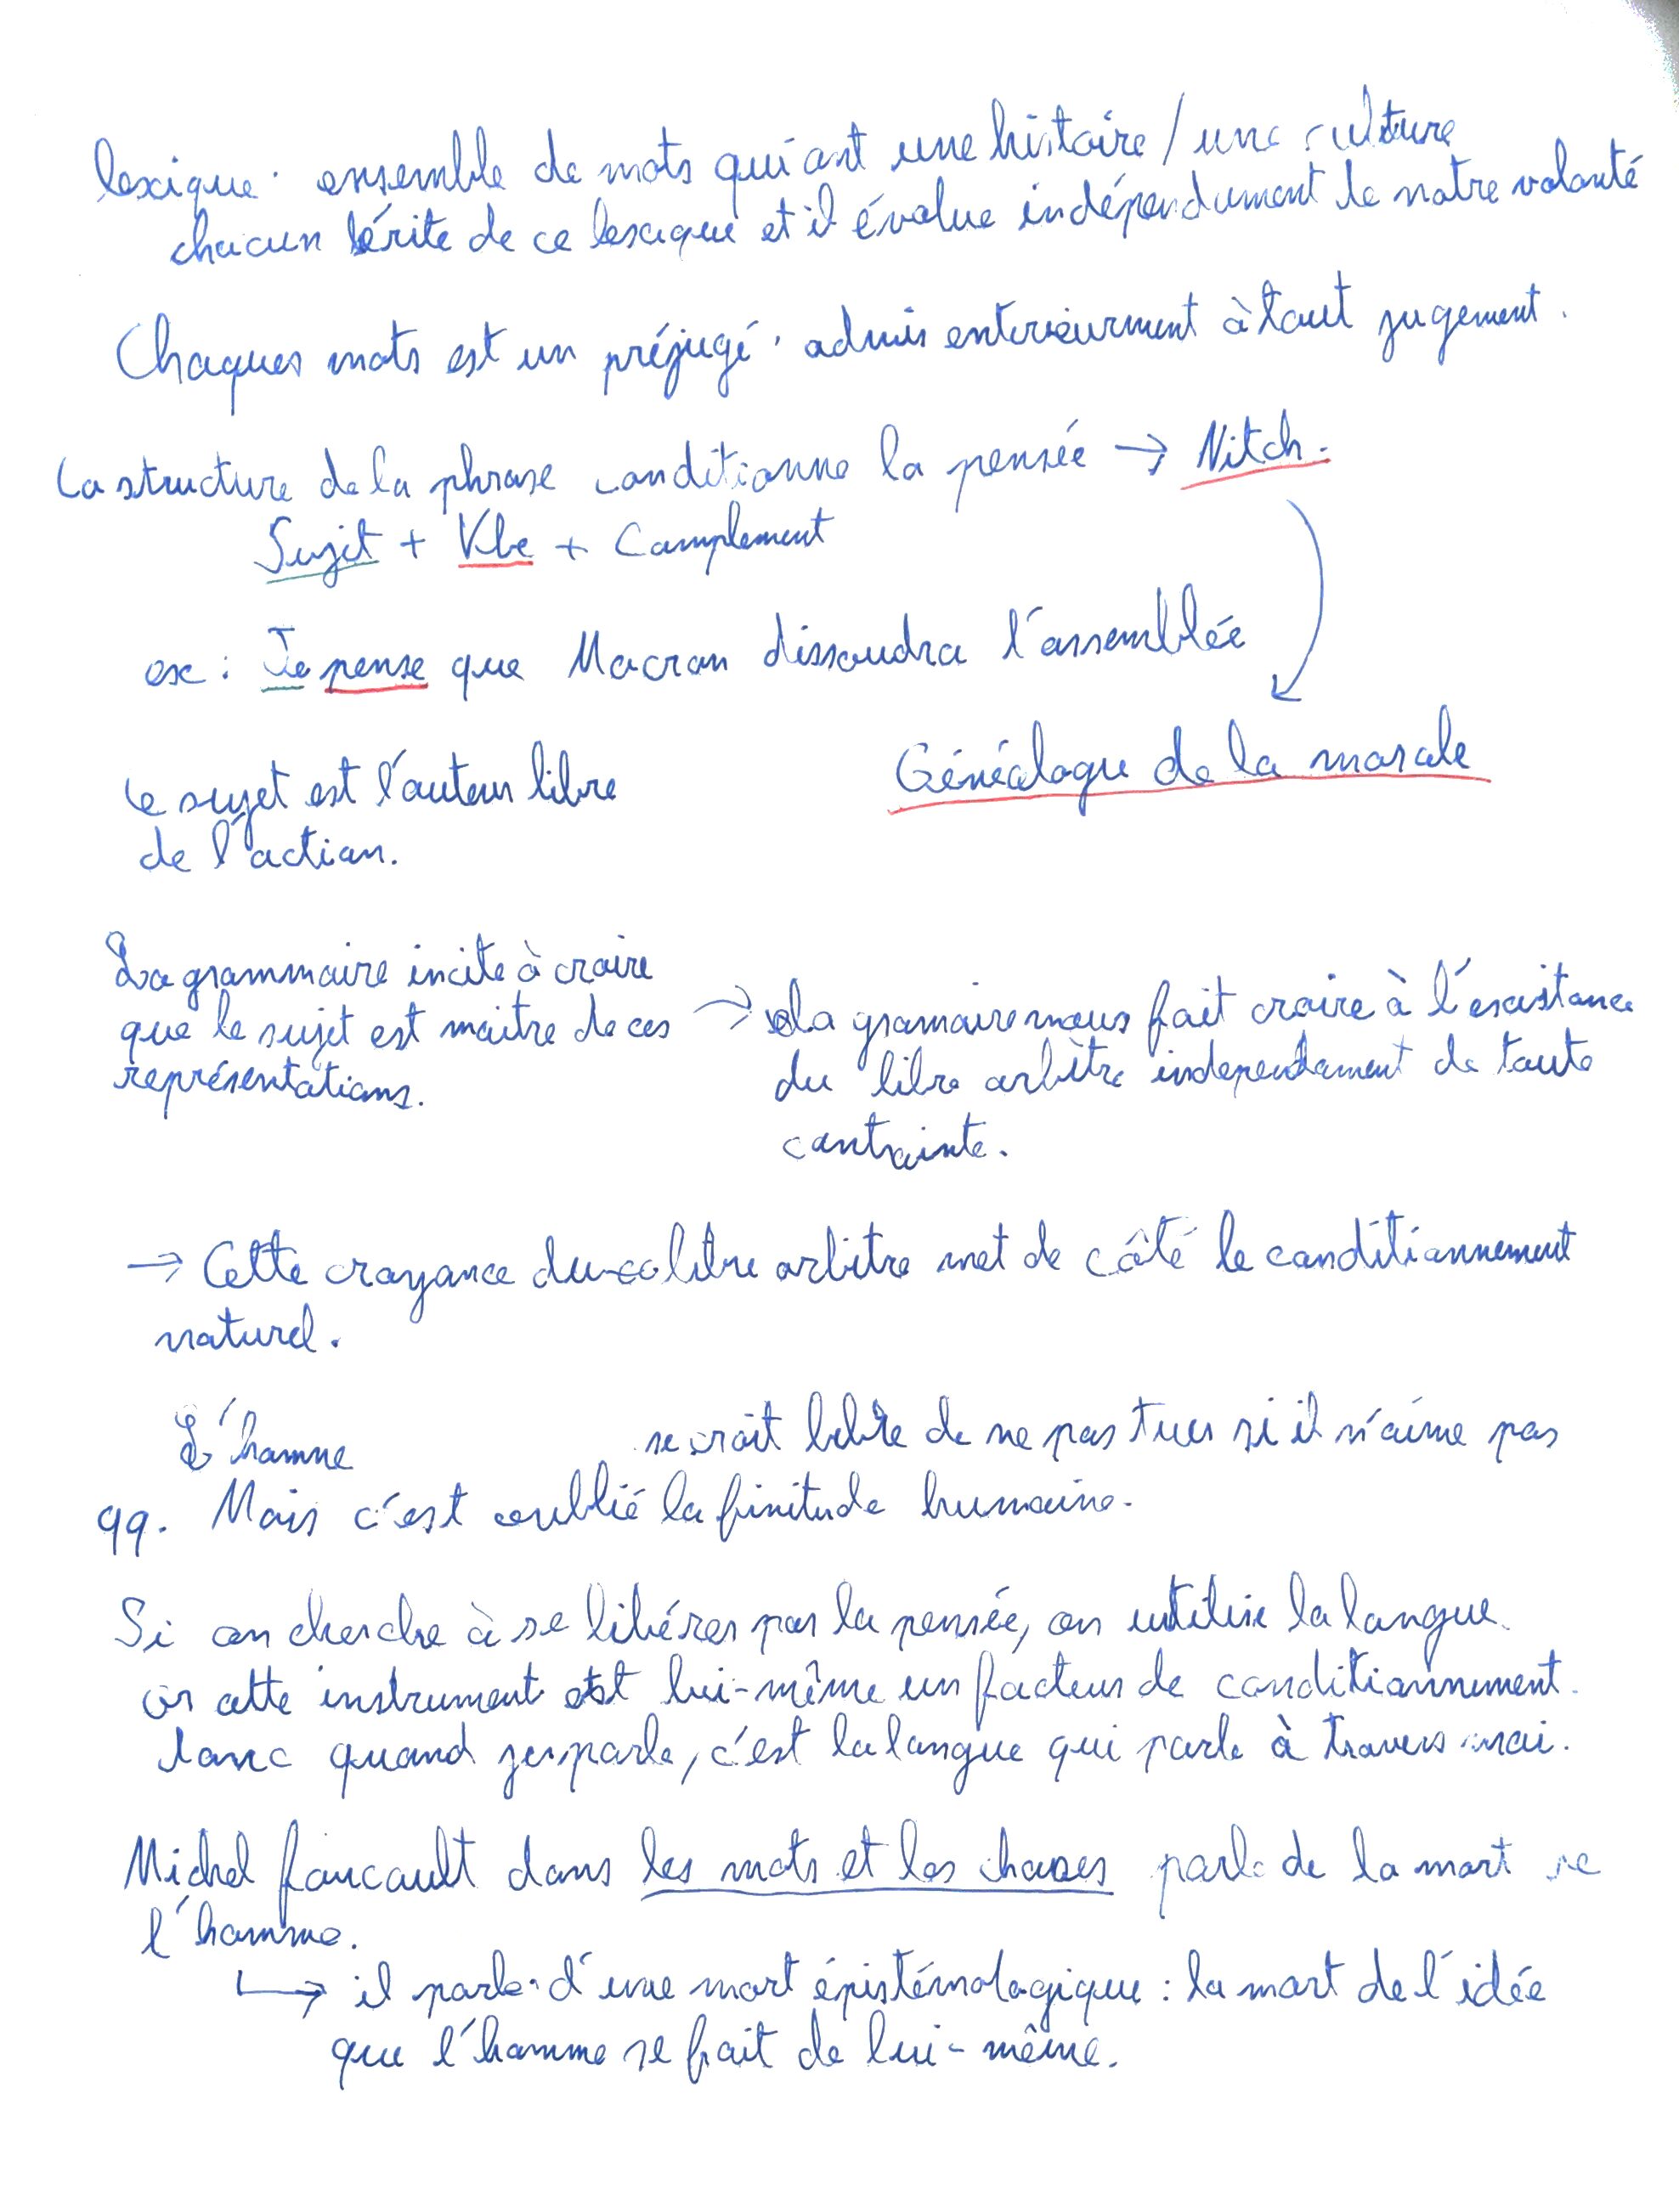 lexique : ensemble de mots qui ont une histoire / une culture
chacun hérite de ce lexique et il évolue indépendument de notre volonté
Chaques mots est un préjugé : admis enterieurment à tout jugement.
La structure de la phrase conditionne la pensée → Nitch.
Sujet + Vbe + Complement
ex : Je pense que Macron dissoudra l'assemblée
Généalogue de la morale
Le sujet est l'auteur libre
de l'action.
La grammaire incite à croire
que le sujet est maitre de ces
représentations.
→ La gramaire nous fait croire à l'existance
du libre arbitre independament de toute
contrainte.
→ Cette croyance du libre arbitre met de côté le conditionnement
naturel.
L'homme se croit libre de ne pas tuer si il n'aime pas
qq. Mais c'est oublié la finitude humaine.
Si on cherche à se libérer par la pensée, on utilise la langue.
or cette instrument est lui-même un facteur de conditionnement.
donc quand je parle, c'est la langue qui parle à travers moi.
Michel foucault dans les mots et les choses parle de la mort de
l'homme.
↳ il parle d'une mort épistémologique : la mort de l'idée
que l'homme se fait de lui-même.